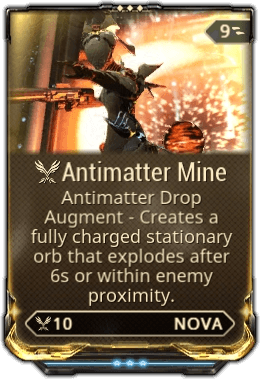 9
Antimatter Mine
Antimatter Drop
Augment - Creates a
fully charged stationary
orb that explodes after
6s or within enemy
proximity.
10 NOVA